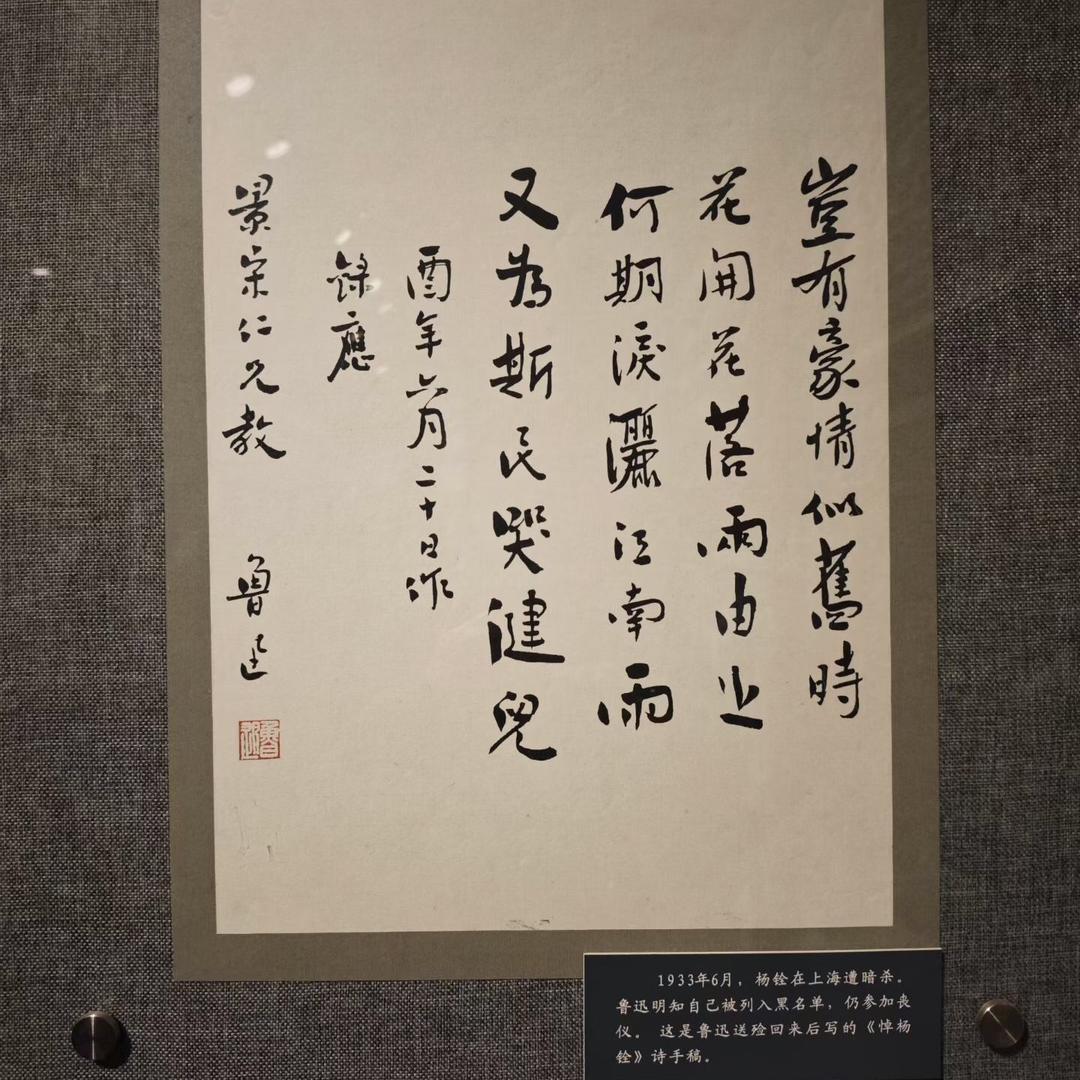 豈有豪情似舊時
花開花落兩由之
何期淚灑江南雨
又為斯民哭健兒
酉年六月二十日作
錄應
景宋仁兄教 魯迅
魯迅
1933年6月，杨铨在上海遭暗杀。
鲁迅明知自己被列入黑名单，仍参加丧
仪。 这是鲁迅送殓回来后写的《悼杨
铨》诗手稿。